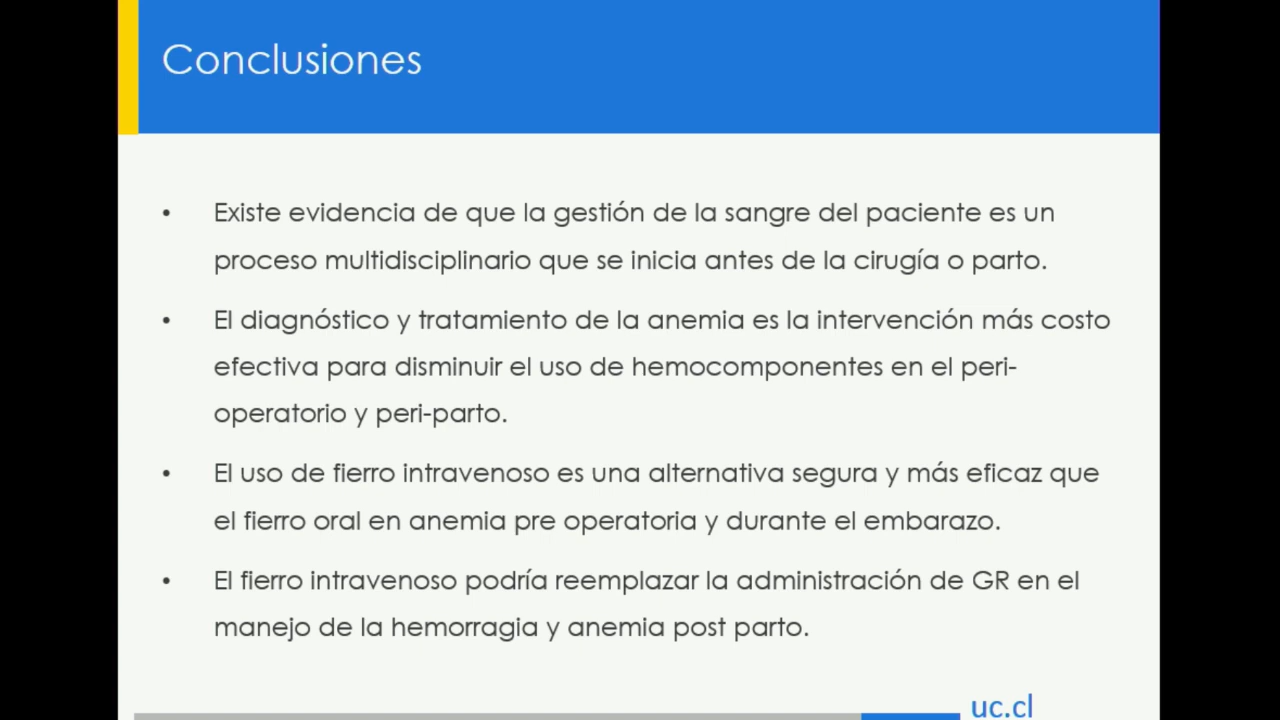 Conclusiones
• Existe evidencia de que la gestión de la sangre del paciente es un
proceso multidisciplinario que se inicia antes de la cirugía o parto.
• El diagnóstico y tratamiento de la anemia es la intervención más costo
efectiva para disminuir el uso de hemocomponentes en el peri-
operatorio y peri-parto.
• El uso de fierro intravenoso es una alternativa segura y más eficaz que
el fierro oral en anemia pre operatoria y durante el embarazo.
• El fierro intravenoso podría reemplazar la administración de GR en el
manejo de la hemorragia y anemia post parto.
uc.cl